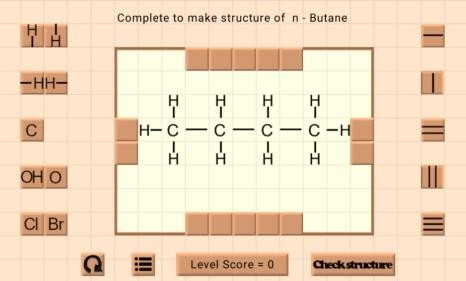 Complete to make structure of n - Butane
H H
H H H H
-HH-
C H-C-C-C-C-H
H H H H
OH O
Cl Br
Level Score = 0 Check structure